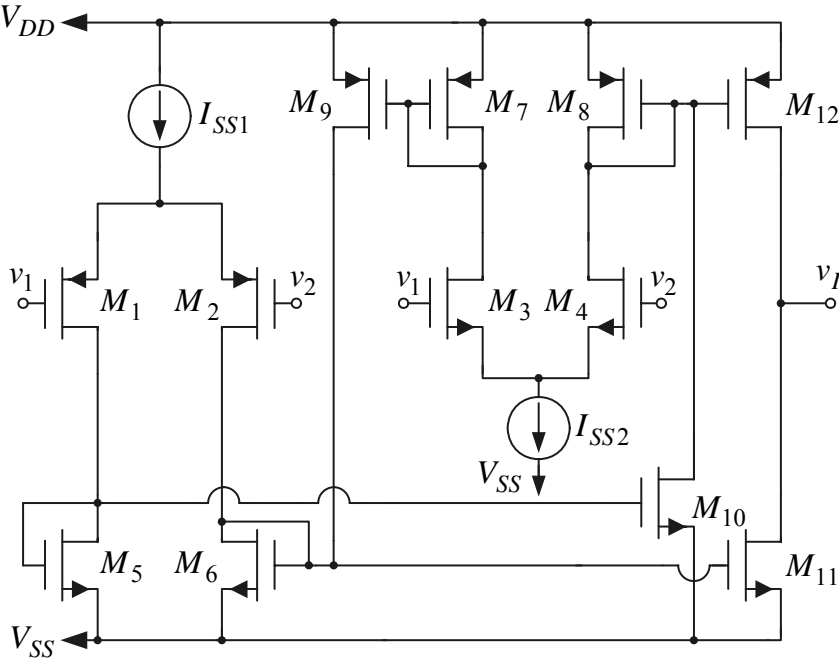 V_DD
M_9
M_7
M_8
M_12
I_SS1
v_1
M_1
M_2
v_2
v_1
M_3
M_4
v_2
v_I
I_SS2
V_SS
M_10
M_5
M_6
M_11
V_SS